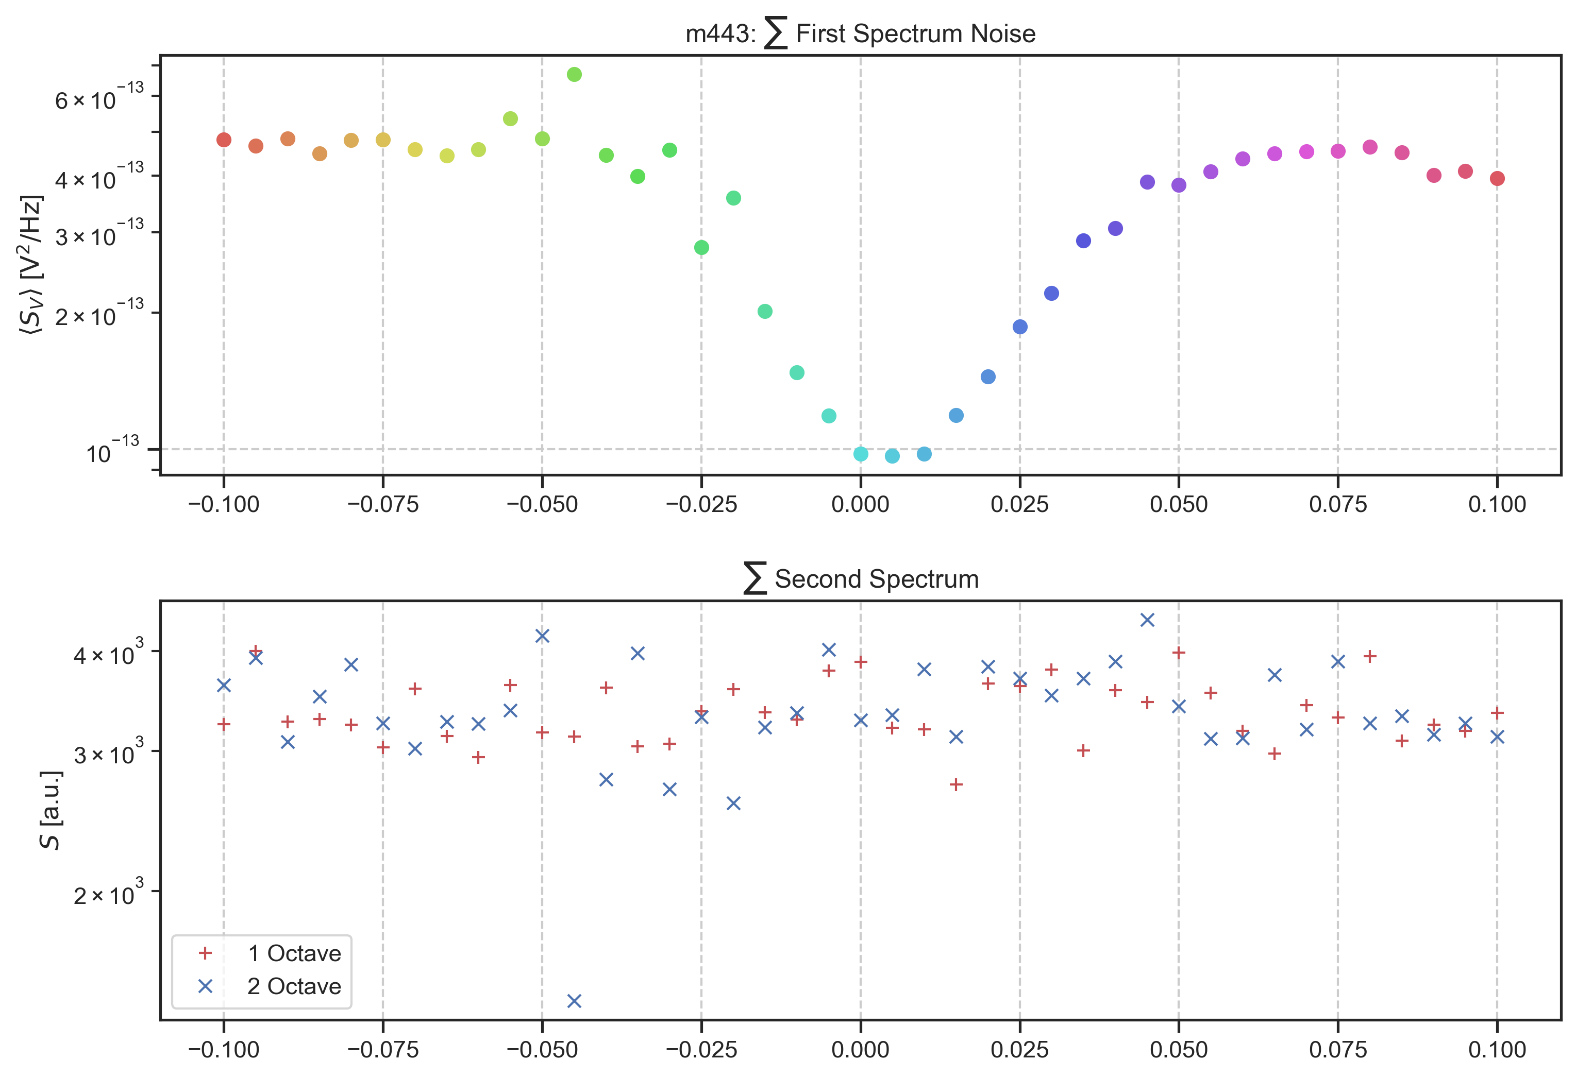 m443: ∑ First Spectrum Noise
⟨S_V⟩ [V²/Hz]
6 × 10⁻¹³
4 × 10⁻¹³
3 × 10⁻¹³
2 × 10⁻¹³
10⁻¹³
−0.100 −0.075 −0.050 −0.025 0.000 0.025 0.050 0.075 0.100
∑ Second Spectrum
S [a.u.]
4 × 10³
3 × 10³
2 × 10³
1 Octave
2 Octave
−0.100 −0.075 −0.050 −0.025 0.000 0.025 0.050 0.075 0.100